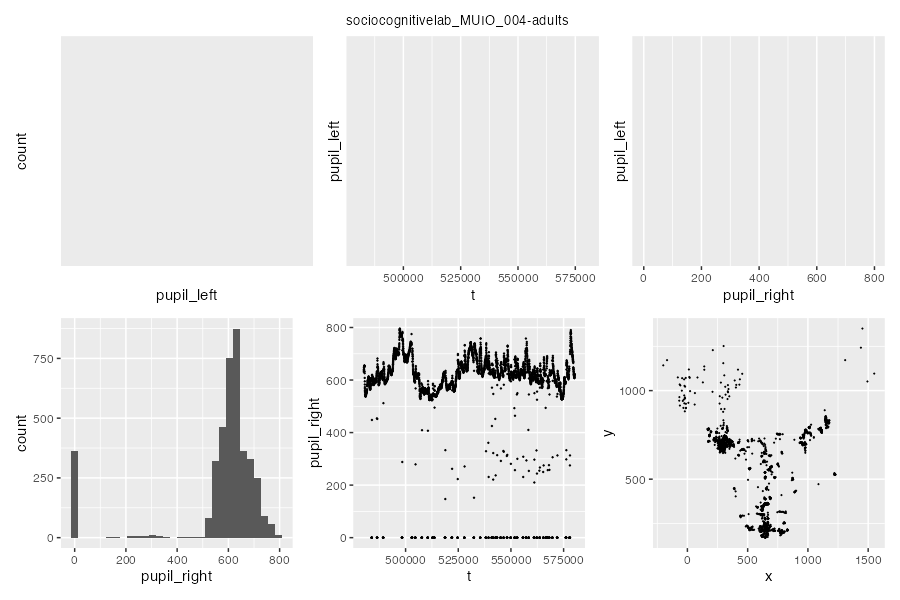 sociocognitivelab_MUIO_004-adults
count
pupil_left
pupil_left
500000 525000 550000 575000
t
pupil_left
0 200 400 600 800
pupil_right
count
750
500
250
0
0 200 400 600 800
pupil_right
pupil_right
800
600
400
200
0
500000 525000 550000 575000
t
y
1000
500
0 500 1000 1500
x